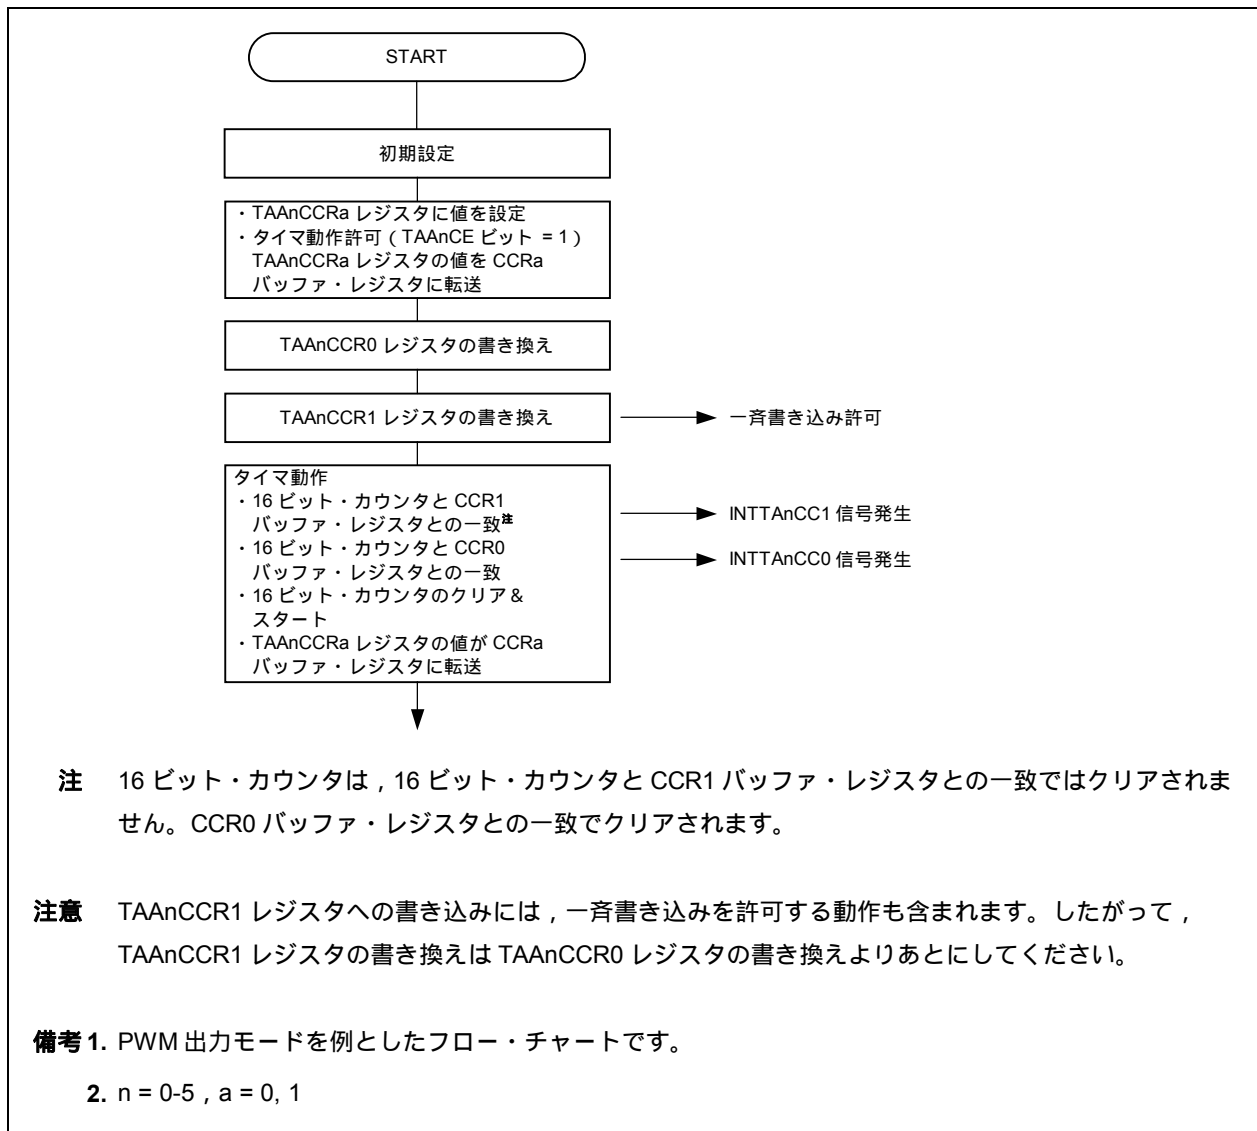 START
初期設定
・TAAnCCRa レジスタに値を設定
・タイマ動作許可（TAAnCE ビット = 1）
TAAnCCRa レジスタの値を CCRa
バッファ・レジスタに転送
TAAnCCR0 レジスタの書き換え
TAAnCCR1 レジスタの書き換え
一斉書き込み許可
タイマ動作
・16 ビット・カウンタと CCR1
バッファ・レジスタとの一致注
・16 ビット・カウンタと CCR0
バッファ・レジスタとの一致
・16 ビット・カウンタのクリア＆
スタート
・TAAnCCRa レジスタの値が CCRa
バッファ・レジスタに転送
INTTAnCC1 信号発生
INTTAnCC0 信号発生
注 16 ビット・カウンタは，16 ビット・カウンタと CCR1 バッファ・レジスタとの一致ではクリアされま
せん。CCR0 バッファ・レジスタとの一致でクリアされます。
注意 TAAnCCR1 レジスタへの書き込みには，一斉書き込みを許可する動作も含まれます。したがって，
TAAnCCR1 レジスタの書き換えは TAAnCCR0 レジスタの書き換えよりあとにしてください。
備考 1. PWM 出力モードを例としたフロー・チャートです。
2. n = 0-5，a = 0, 1